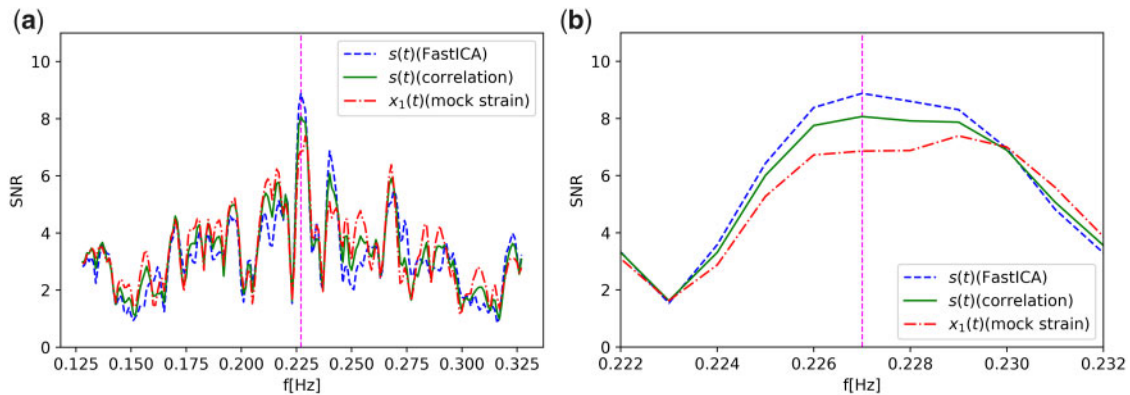 (a)
SNR
10
8
6
4
2
0
s(t)(FastICA)
s(t)(correlation)
x₁(t)(mock strain)
0.125 0.150 0.175 0.200 0.225 0.250 0.275 0.300 0.325
f[Hz]
(b)
SNR
10
8
6
4
2
0
s(t)(FastICA)
s(t)(correlation)
x₁(t)(mock strain)
0.222 0.224 0.226 0.228 0.230 0.232
f[Hz]